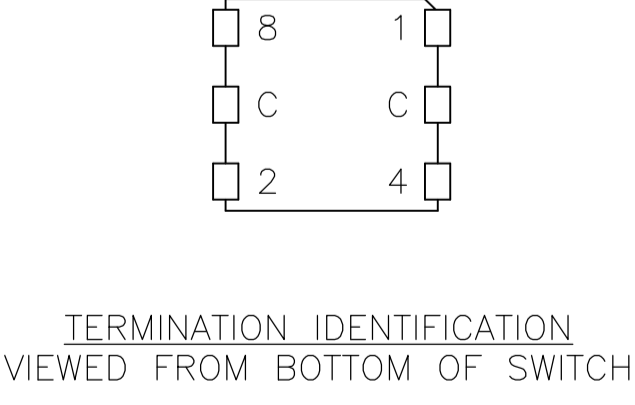 8 1
C C
2 4
TERMINATION IDENTIFICATION
VIEWED FROM BOTTOM OF SWITCH